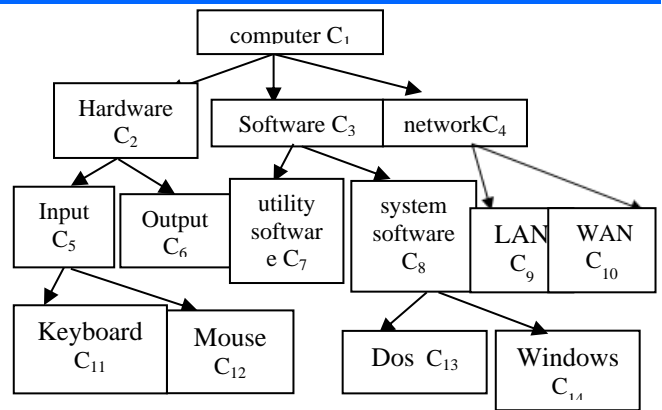 computer C1
Hardware
C2
Software C3
networkC4
Input
C5
Output
C6
utility
softwar
e C7
system
software
C8
LAN
C9
WAN
C10
Keyboard
C11
Mouse
C12
Dos C13
Windows
C14